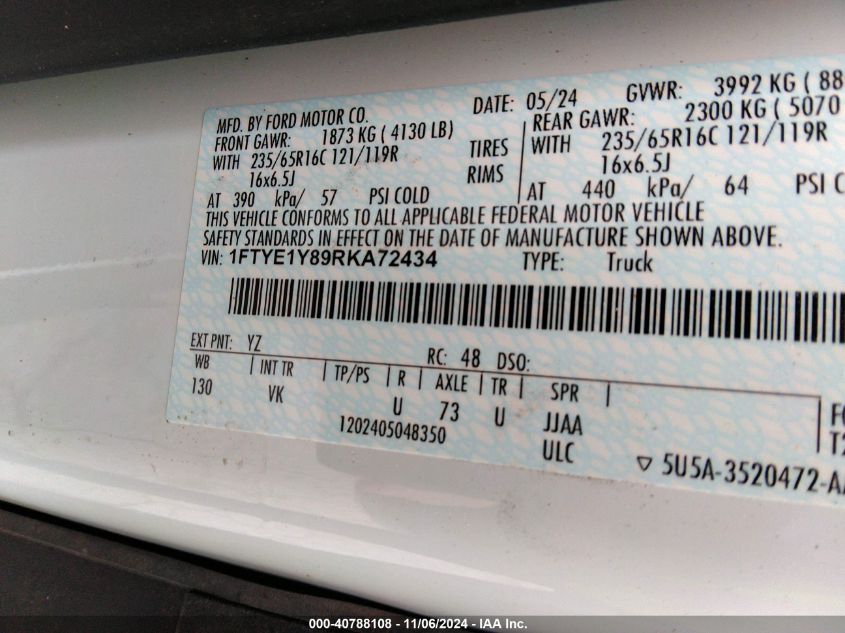 MFD. BY FORD MOTOR CO.
DATE: 05/24
GVWR: 3992 KG ( 88
FRONT GAWR: 1873 KG ( 4130 LB)
REAR GAWR: 2300 KG ( 5070
WITH 235/65R16C 121/119R
TIRES
WITH 235/65R16C 121/119R
16x6.5J
RIMS
16x6.5J
AT 390 kPa/ 57 PSI COLD
AT 440 kPa/ 64 PSI C
THIS VEHICLE CONFORMS TO ALL APPLICABLE FEDERAL MOTOR VEHICLE
SAFETY STANDARDS IN EFFECT ON THE DATE OF MANUFACTURE SHOWN ABOVE.
VIN: 1FTYE1Y89RKA72434
TYPE: Truck
EXT PNT: YZ
RC: 48 DSO:
WB | INT TR | TP/PS | R | AXLE | TR | SPR |
130 VK U 73 U JJAA
1202405048350
ULC
F
T2
▽ 5U5A-3520472-A
000-40788108 - 11/06/2024 - IAA Inc.